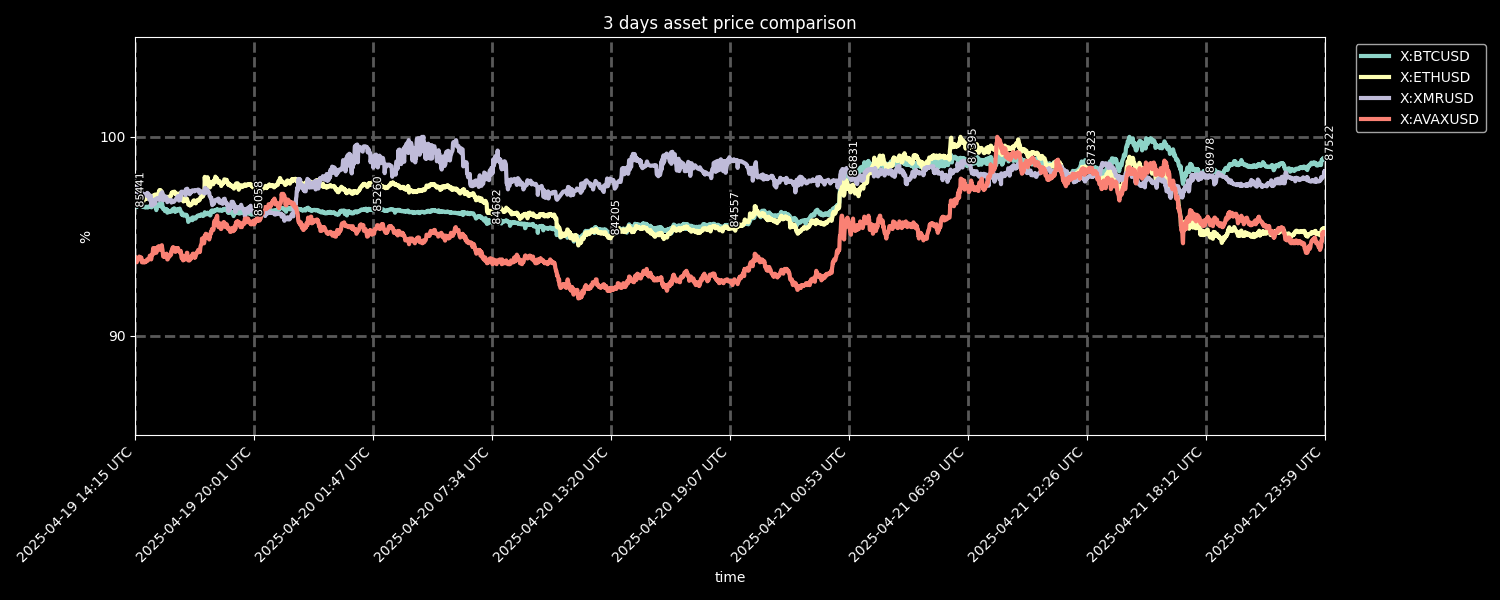 3 days asset price comparison
X:BTCUSD
X:ETHUSD
X:XMRUSD
X:AVAXUSD
100
90
%
85441
85058
85260
84682
84205
84557
86831
87395
87323
86978
87522
2025-04-19 14:15 UTC
2025-04-19 20:01 UTC
2025-04-20 01:47 UTC
2025-04-20 07:34 UTC
2025-04-20 13:20 UTC
2025-04-20 19:07 UTC
2025-04-21 00:53 UTC
2025-04-21 06:39 UTC
2025-04-21 12:26 UTC
2025-04-21 18:12 UTC
2025-04-21 23:59 UTC
time